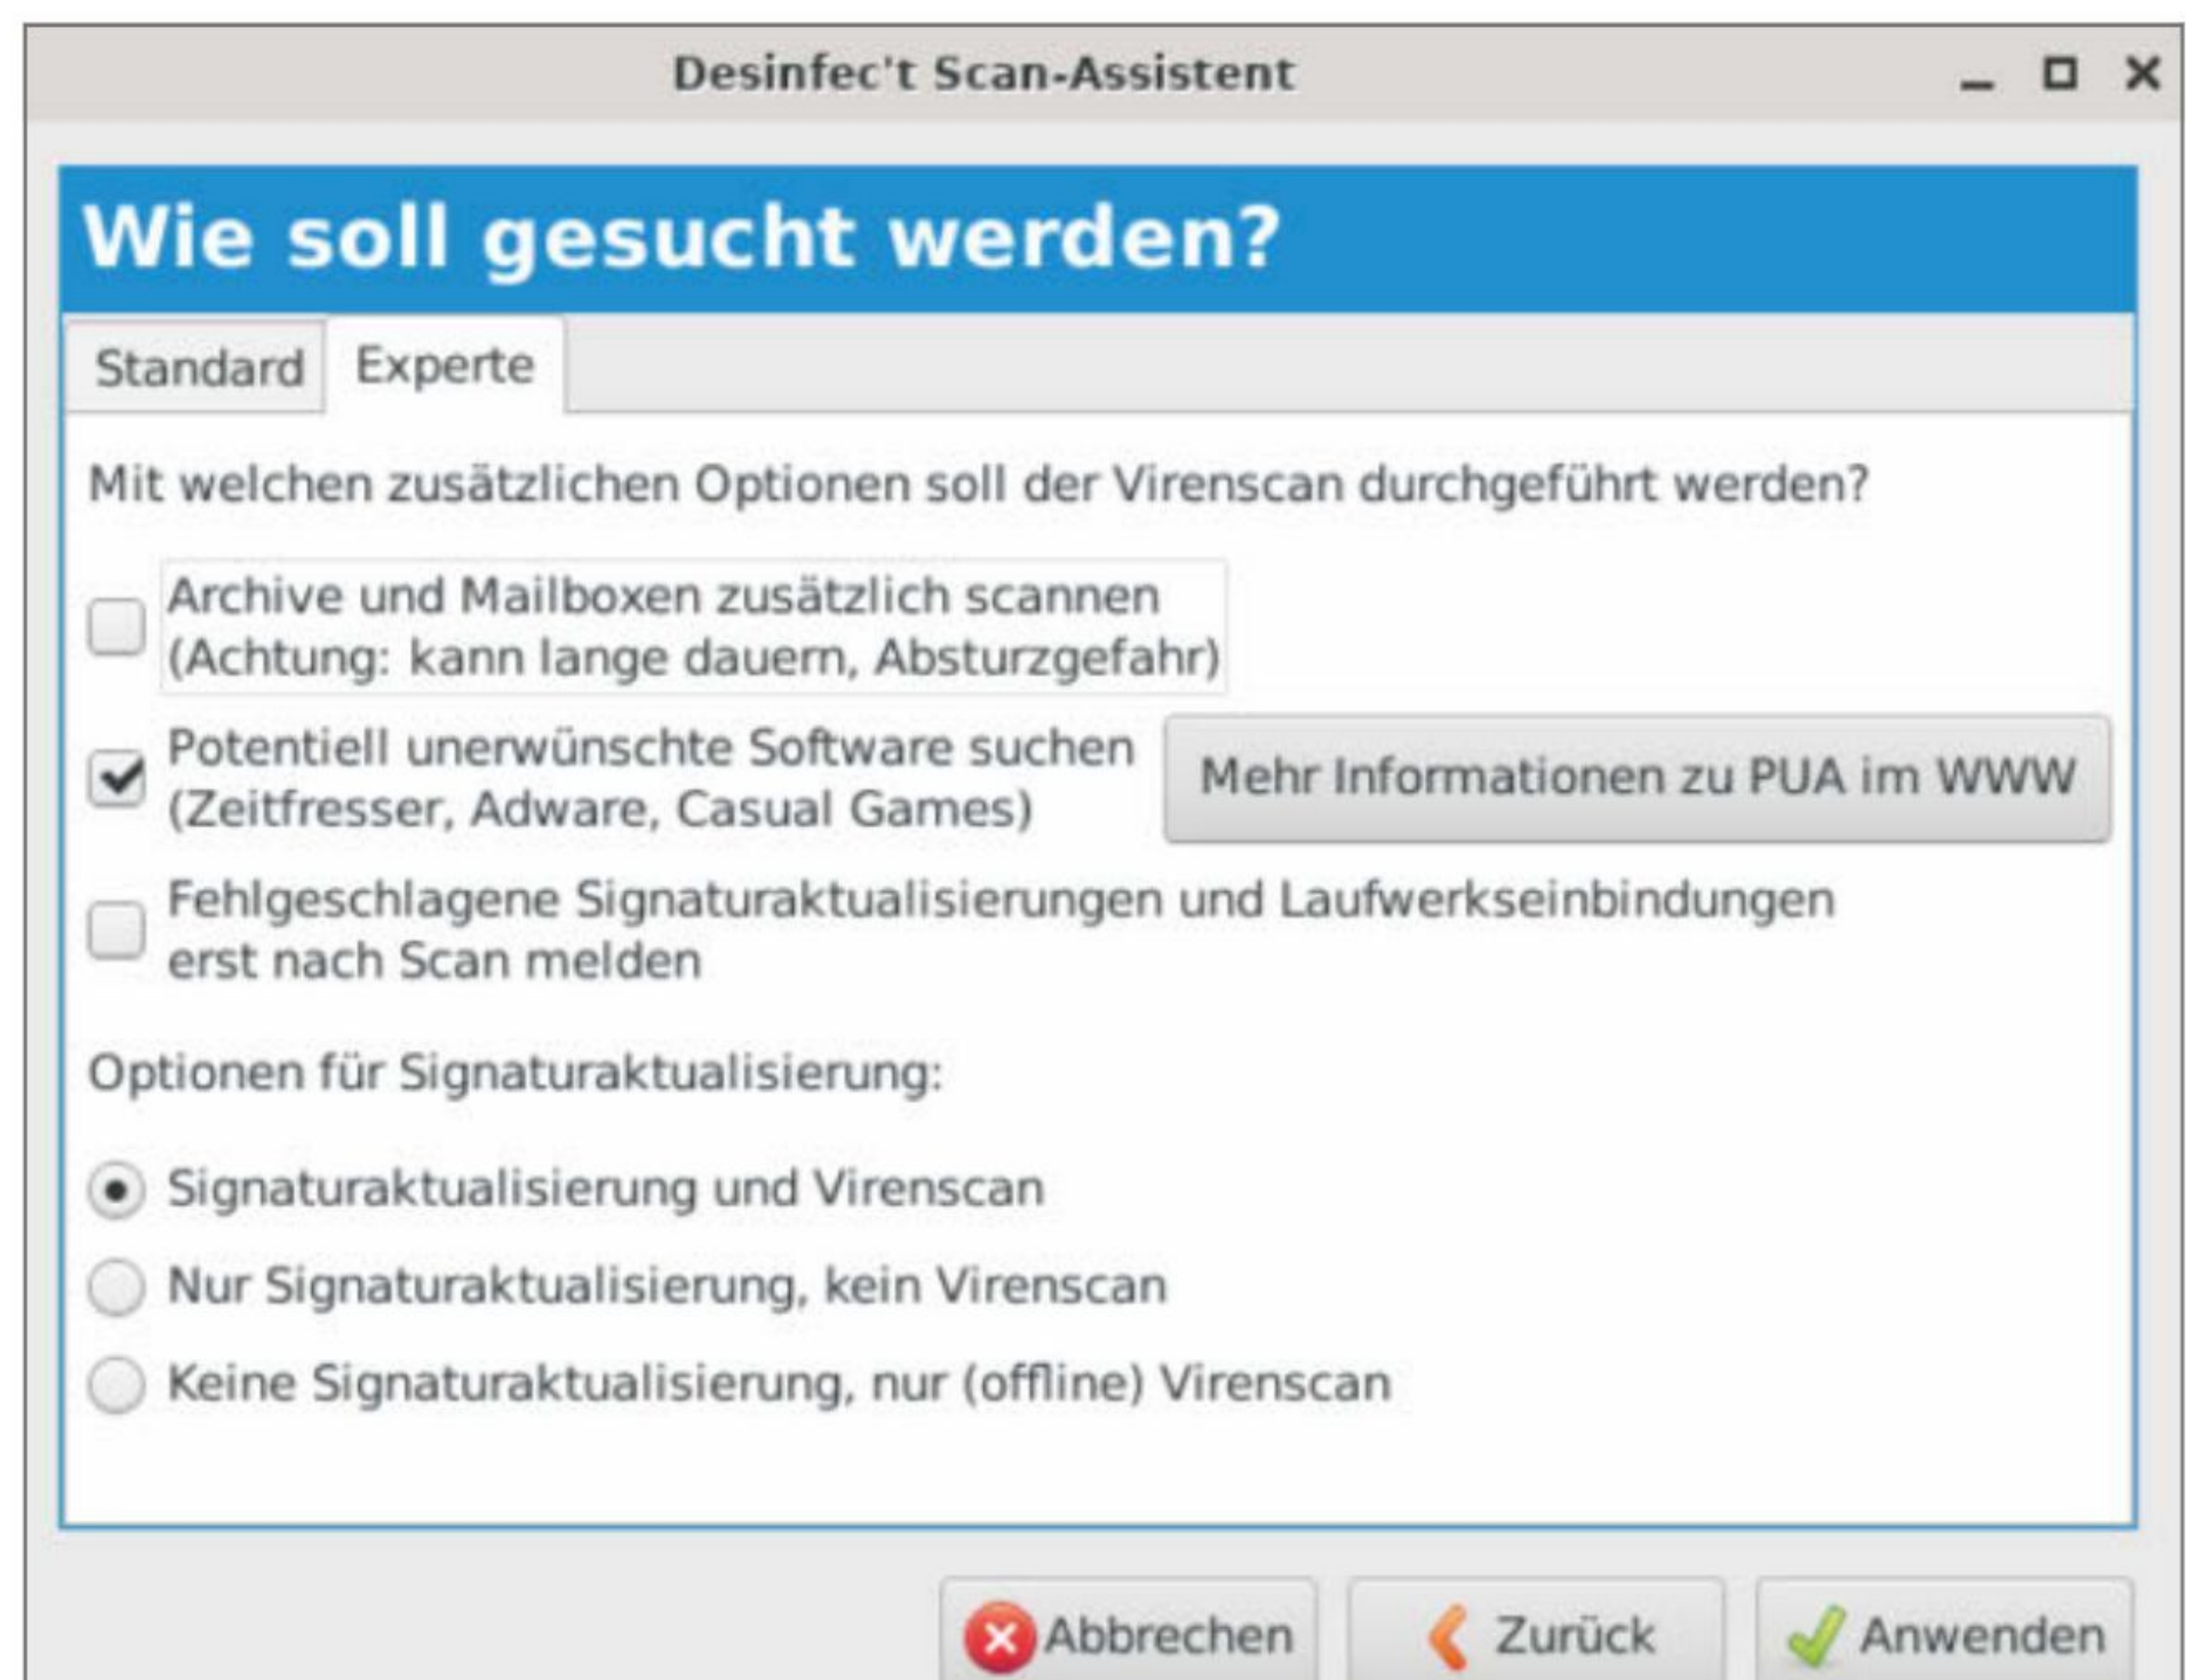 Desinfec't Scan-Assistent
Wie soll gesucht werden?
Standard
Experte
Mit welchen zusätzlichen Optionen soll der Virenscan durchgeführt werden?
Archive und Mailboxen zusätzlich scannen
(Achtung: kann lange dauern, Absturzgefahr)
Potentiell unerwünschte Software suchen
(Zeitfresser, Adware, Casual Games)
Mehr Informationen zu PUA im WWW
Fehlgeschlagene Signaturaktualisierungen und Laufwerkseinbindungen
erst nach Scan melden
Optionen für Signaturaktualisierung:
Signaturaktualisierung und Virenscan
Nur Signaturaktualisierung, kein Virenscan
Keine Signaturaktualisierung, nur (offline) Virenscan
Abbrechen
Zurück
Anwenden